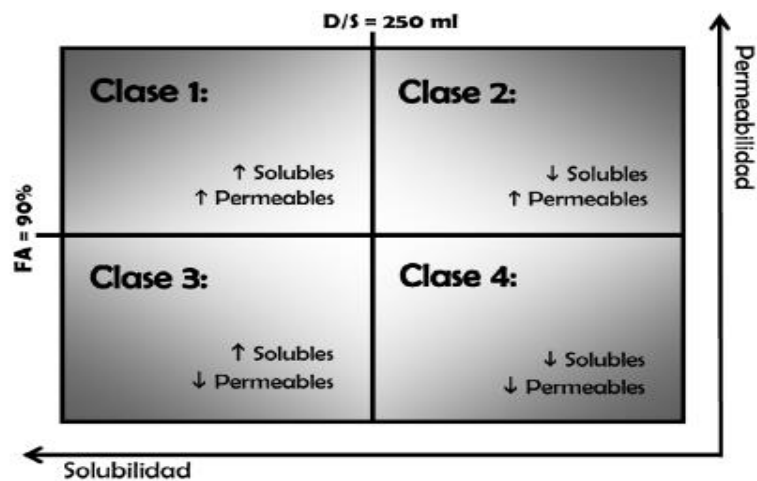 D/S = 250 ml
Clase 1:
↑ Solubles
↑ Permeables
Clase 2:
↓ Solubles
↑ Permeables
Permeabilidad
FA = 90%
Clase 3:
↑ Solubles
↓ Permeables
Clase 4:
↓ Solubles
↓ Permeables
Solubilidad